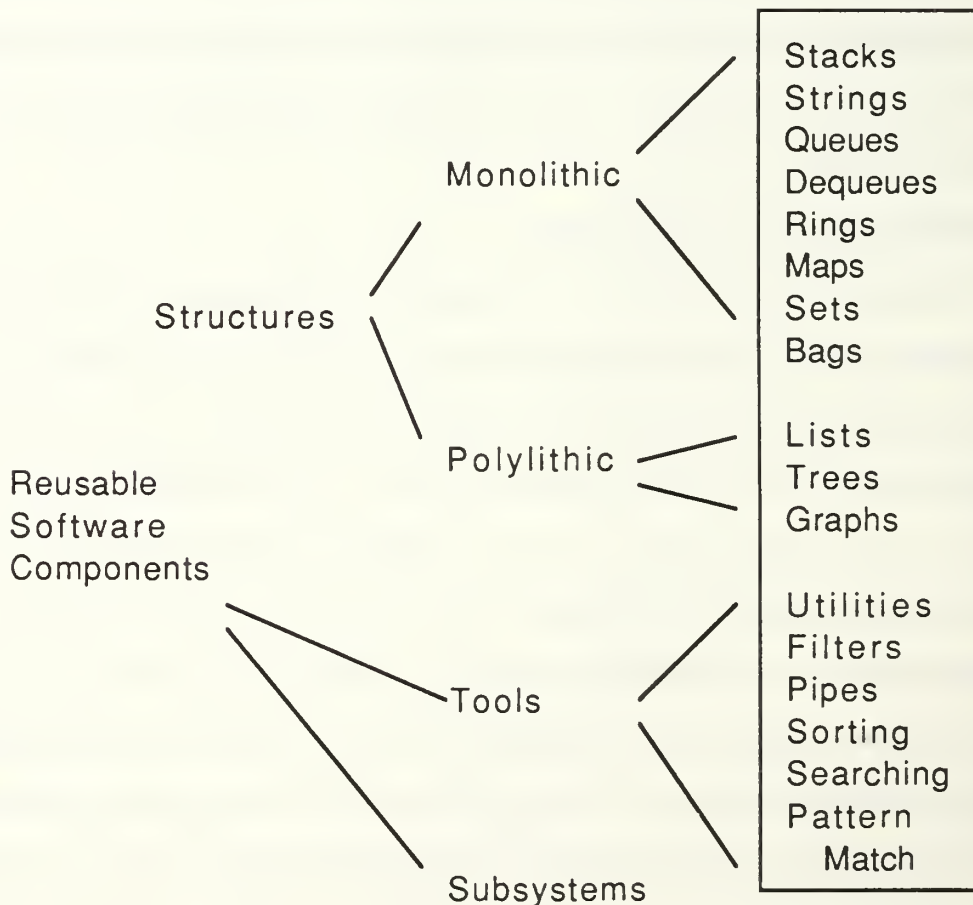 Stacks
Strings
Queues
Dequeues
Rings
Maps
Sets
Bags
Monolithic
Structures
Polylithic
Lists
Trees
Graphs
Reusable
Software
Components
Utilities
Filters
Pipes
Sorting
Searching
Pattern
Match
Tools
Subsystems